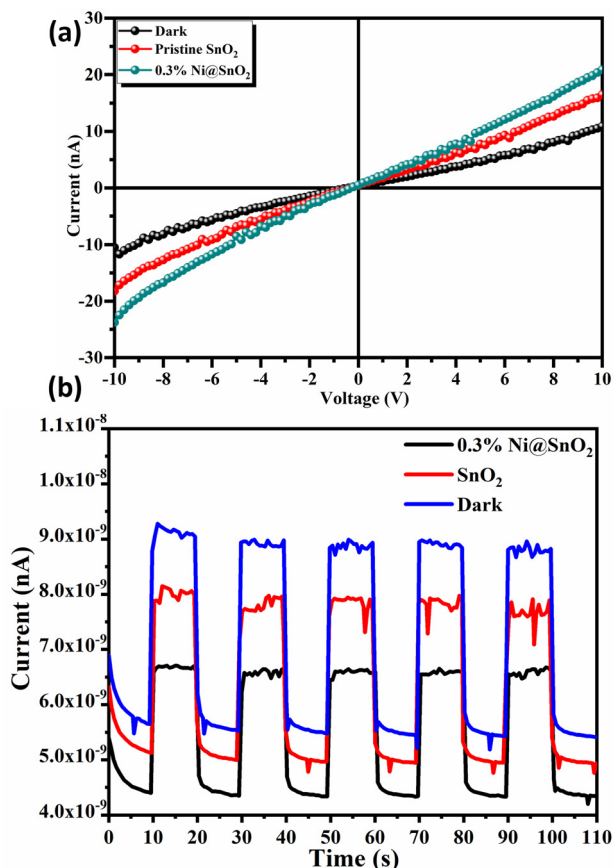 (a)
Dark
Pristine SnO₂
0.3% Ni@SnO₂
30
20
10
0
-10
-20
-30
Current (nA)
-10 -8 -6 -4 -2 0 2 4 6 8 10
Voltage (V)
(b)
1.1x10⁻⁸
1.0x10⁻⁸
9.0x10⁻⁹
8.0x10⁻⁹
7.0x10⁻⁹
6.0x10⁻⁹
5.0x10⁻⁹
4.0x10⁻⁹
Current (nA)
0.3% Ni@SnO₂
SnO₂
Dark
0 10 20 30 40 50 60 70 80 90 100 110
Time (s)